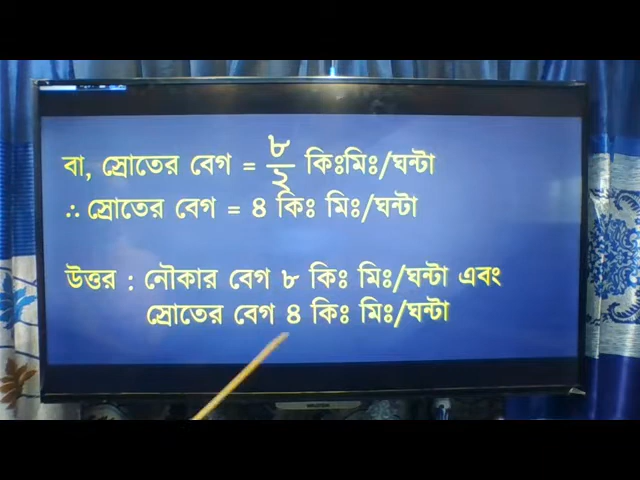 বা, স্রোতের বেগ = ৮/২ কিঃমিঃ/ঘন্টা
∴ স্রোতের বেগ = ৪ কিঃ মিঃ/ঘন্টা
উত্তর : নৌকার বেগ ৮ কিঃ মিঃ/ঘন্টা এবং
স্রোতের বেগ ৪ কিঃ মিঃ/ঘন্টা